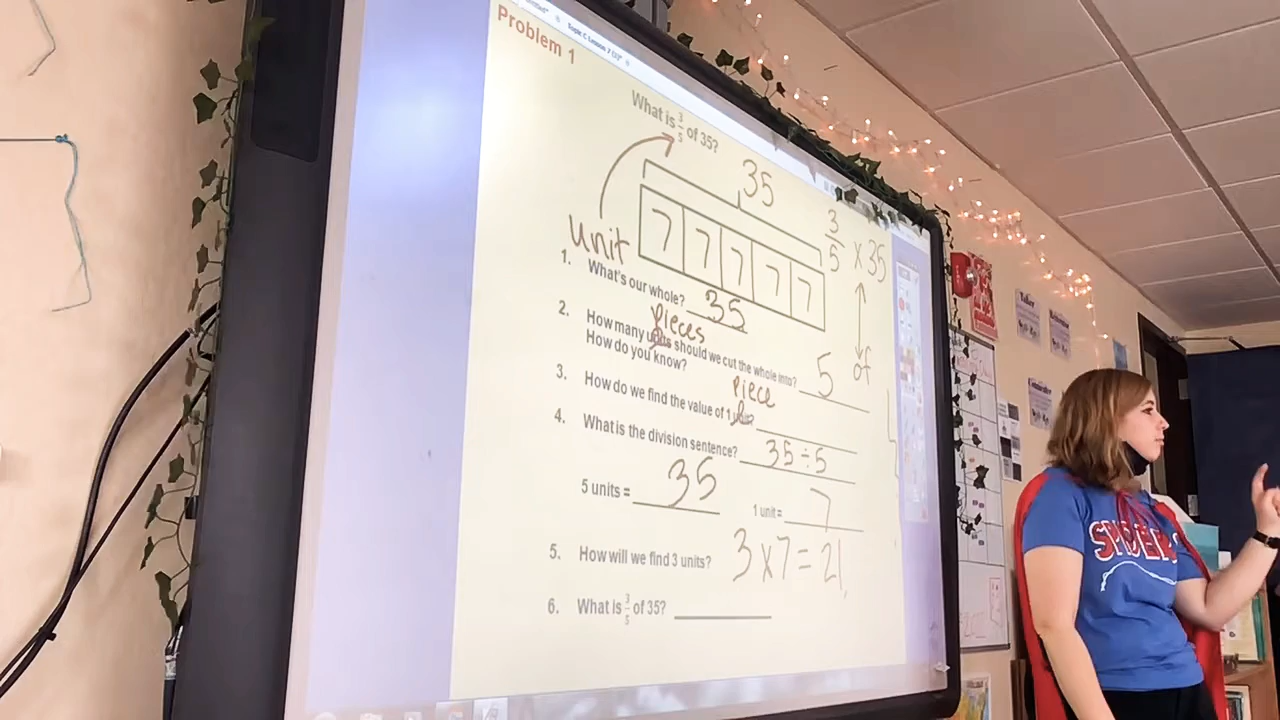 Problem 1
What is 3/5 of 35?
35
7 7 7 7 7
3/5 x 35
of
unit
1. What's our whole? 35
pieces
2. How many units should we cut the whole into? 5
How do you know?
piece
3. How do we find the value of 1
4. What is the division sentence? 35 ÷ 5
5 units = 35
1 unit = 7
5. How will we find 3 units? 3 x 7 = 21
6. What is 3/5 of 35?
SPIDER